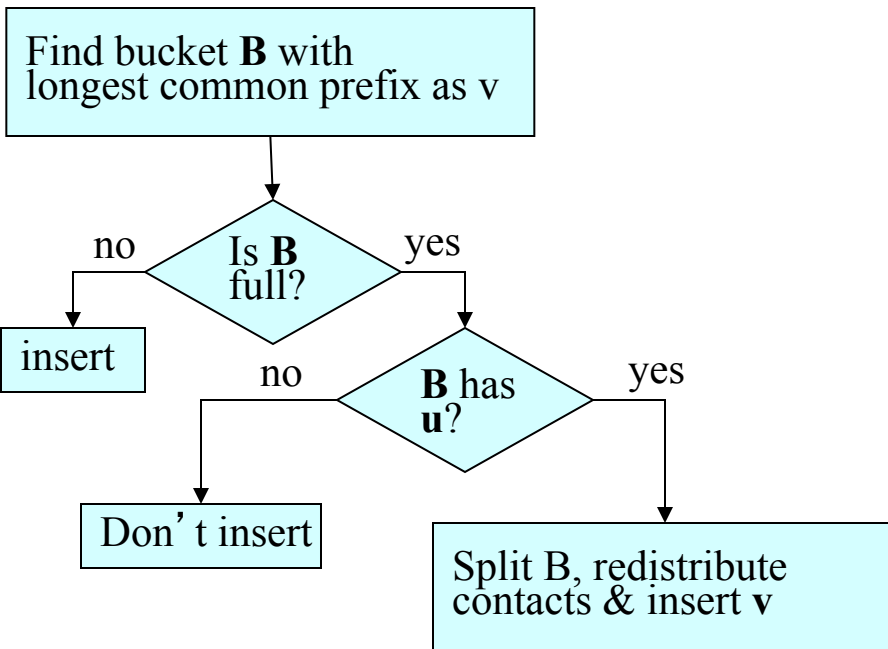 Find bucket B with
longest common prefix as v
Is B
full?
no
yes
insert
B has
u?
no
yes
Don’ t insert
Split B, redistribute
contacts & insert v